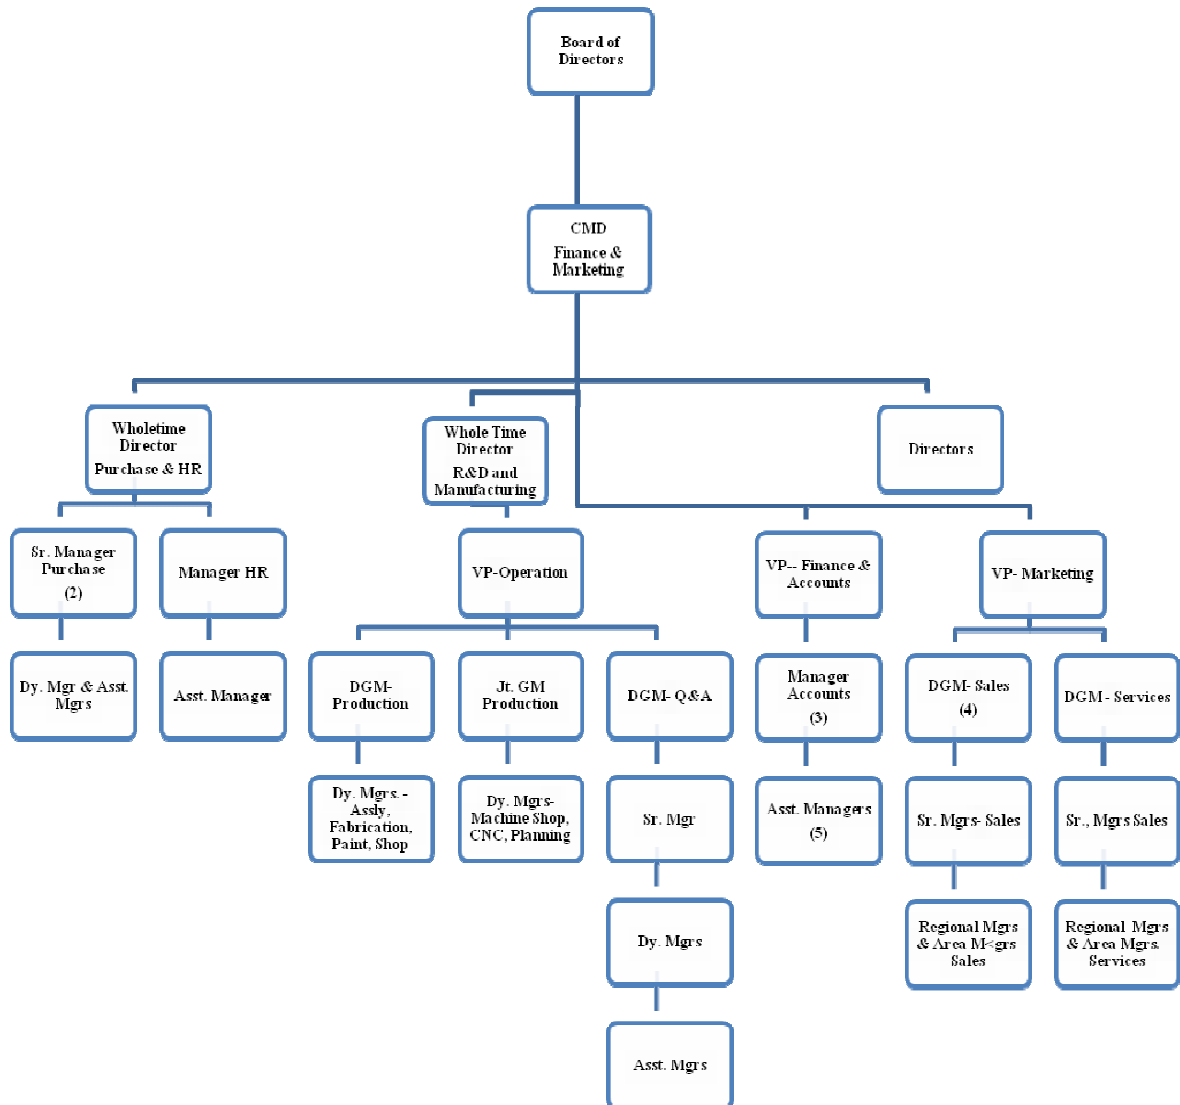 Board of
Directors
CMD
Finance &
Marketing
Wholetime
Director
Purchase & HR
Whole Time
Director
R&D and
Manufacturing
Directors
Sr. Manager
Purchase
(2)
Manager HR
VP-Operation
VP-- Finance &
Accounts
VP- Marketing
Dy. Mgr & Asst.
Mgrs
Asst. Manager
DGM-
Production
Jt. GM
Production
DGM- Q&A
Manager
Accounts
(3)
DGM- Sales
(4)
DGM - Services
Dy. Mgrs. -
Assly,
Fabrication,
Paint, Shop
Dy. Mgrs-
Machine Shop,
CNC, Planning
Sr. Mgr
Asst. Managers
(5)
Sr. Mgrs- Sales
Sr., Mgrs Sales
Dy. Mgrs
Regional Mgrs
& Area M<grs
Sales
Regional Mgrs
& Area Mgrs.
Services
Asst. Mgrs